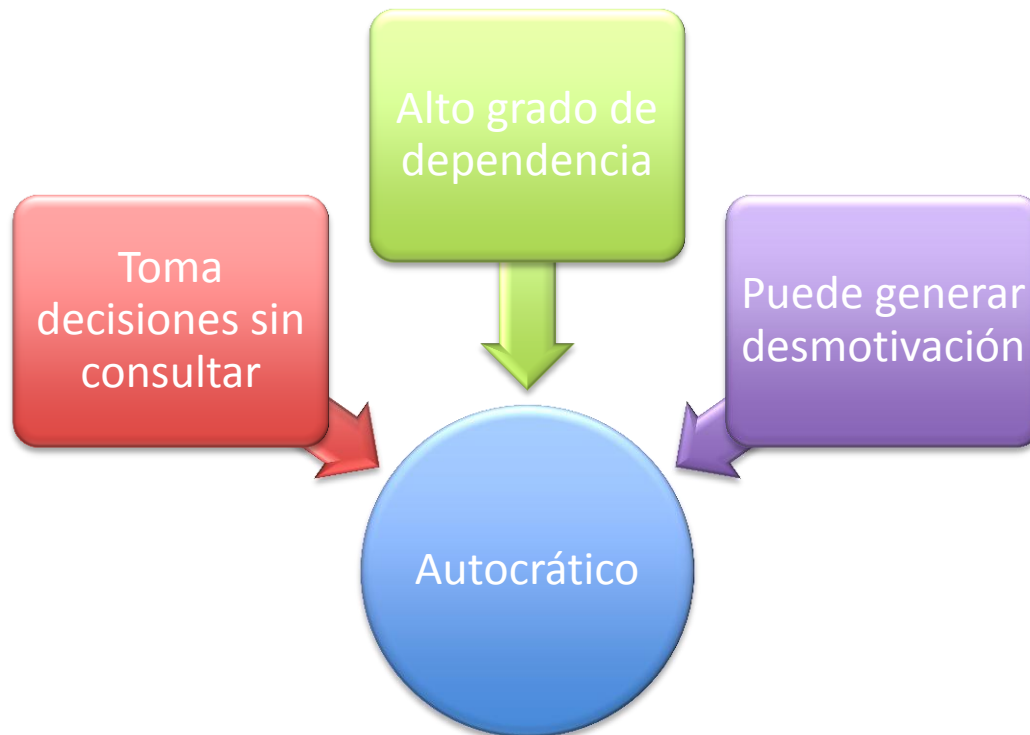 Alto grado de
dependencia
Toma
decisiones sin
consultar
Puede generar
desmotivación
Autocrático